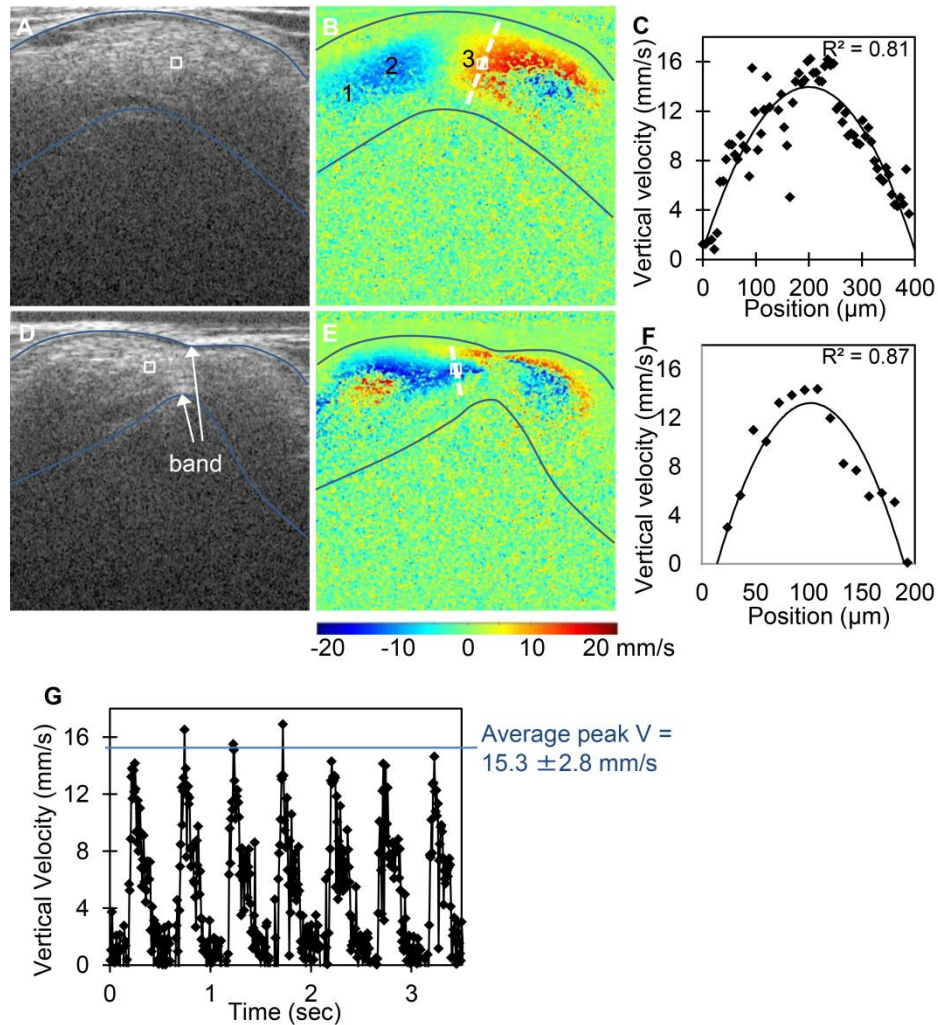 A
B
1
2
3
C
R² = 0.81
Vertical velocity (mm/s)
16
12
8
4
0
0 100 200 300 400
Position (µm)
D
band
E
-20 -10 0 10 20 mm/s
F
R² = 0.87
Vertical velocity (mm/s)
16
12
8
4
0
0 50 100 150 200
Position (µm)
G
Vertical Velocity (mm/s)
16
12
8
4
0
0 1 2 3
Time (sec)
Average peak V =
15.3 ±2.8 mm/s